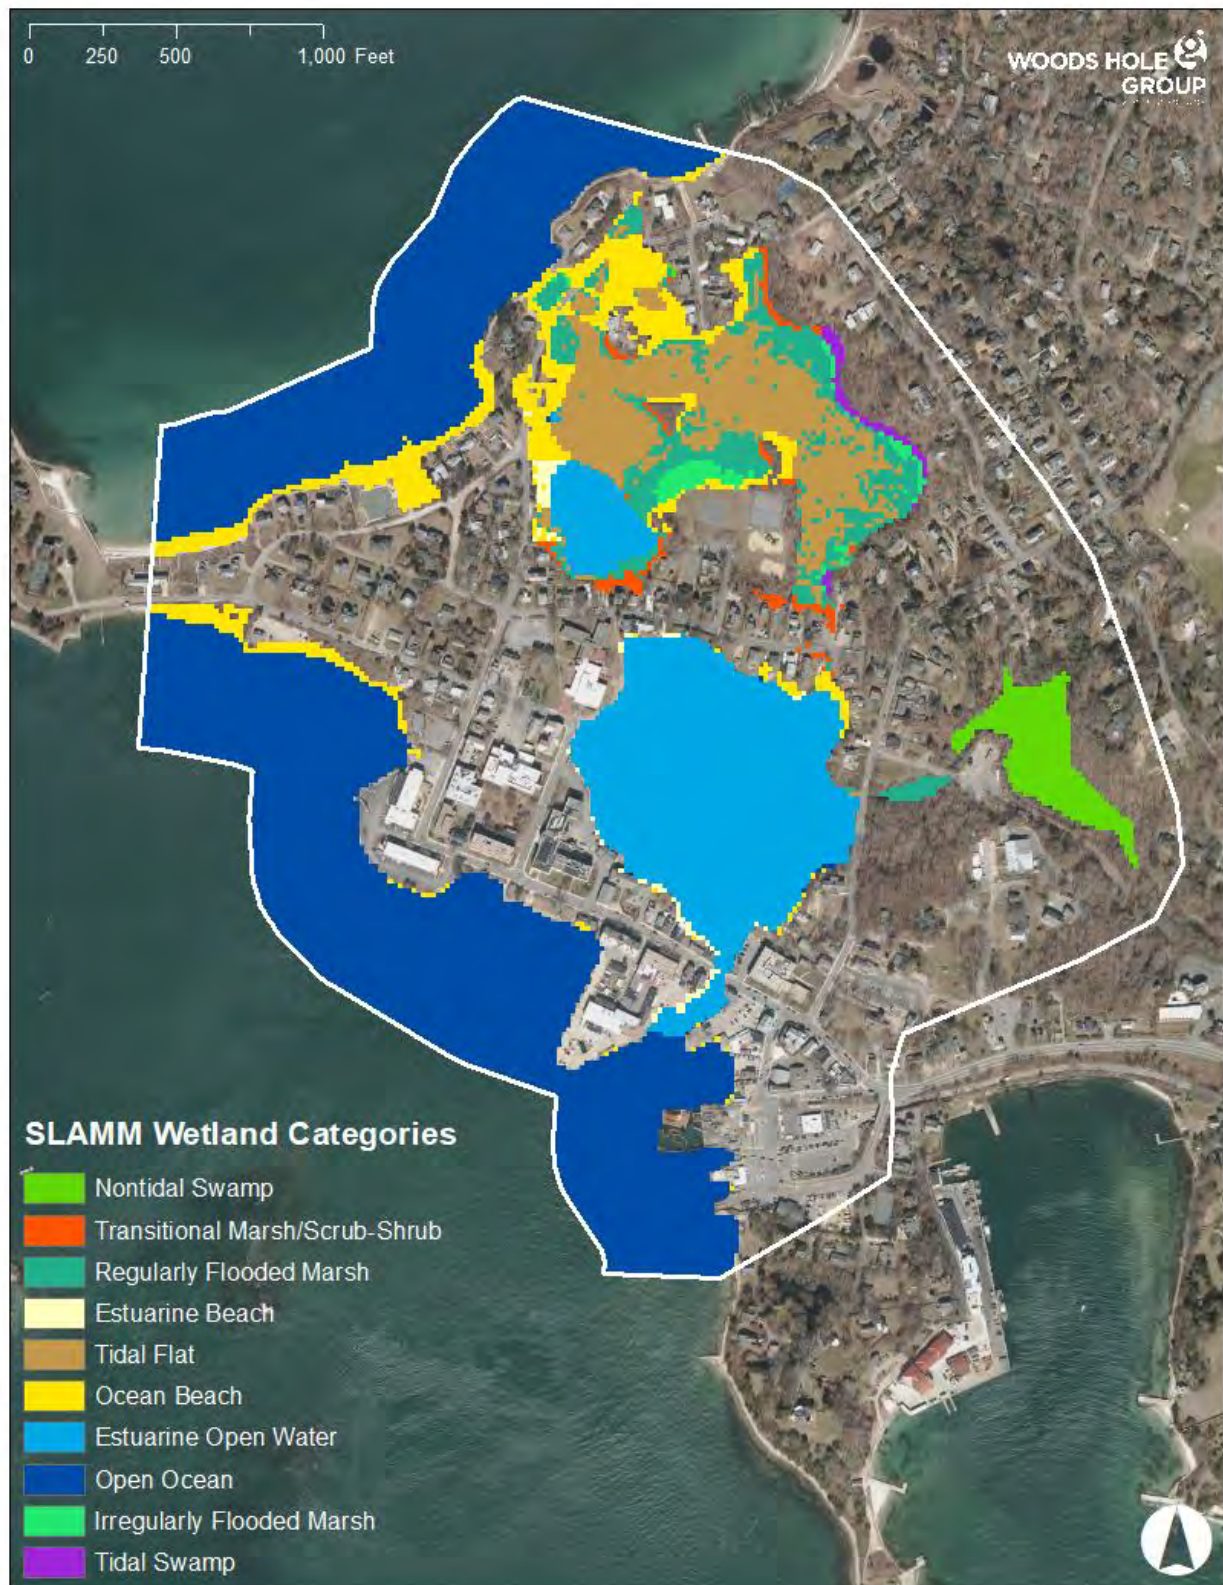 0 250 500 1,000 Feet
WOODS HOLE
GROUP
SLAMM Wetland Categories
Nontidal Swamp
Transitional Marsh/Scrub-Shrub
Regularly Flooded Marsh
Estuarine Beach
Tidal Flat
Ocean Beach
Estuarine Open Water
Open Ocean
Irregularly Flooded Marsh
Tidal Swamp